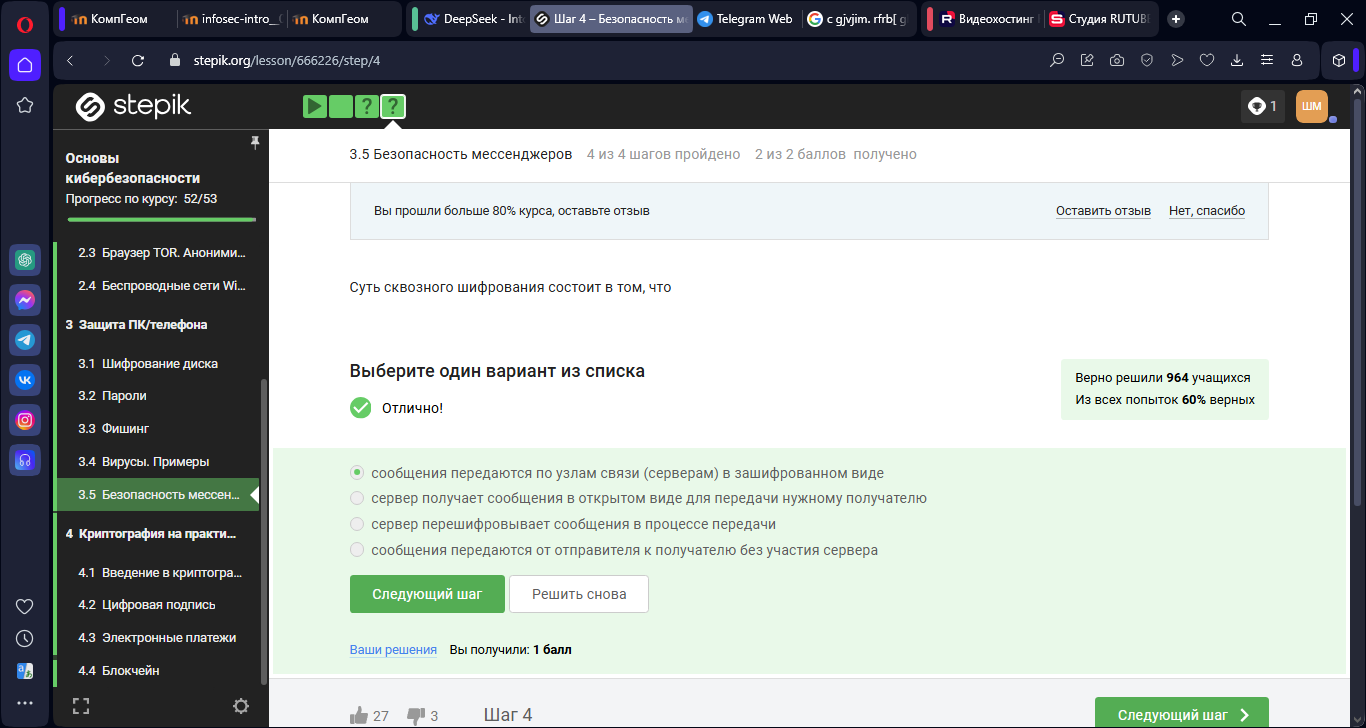 КомпГеом
infosec-intro_
КомпГеом
DeepSeek - Int
Шаг 4 – Безопасность м
Telegram Web
с gjvjim. rfrb[ g
Видеохостинг
Студия RUTUBE
stepik.org/lesson/666226/step/4
stepik
?
?
1
ШМ
Основы
кибербезопасности
Прогресс по курсу: 52/53
2.3 Браузер TOR. Аноними...
2.4 Беспроводные сети Wi...
3 Защита ПК/телефона
3.1 Шифрование диска
3.2 Пароли
3.3 Фишинг
3.4 Вирусы. Примеры
3.5 Безопасность мессен...
4 Криптография на практи...
4.1 Введение в криптогра...
4.2 Цифровая подпись
4.3 Электронные платежи
4.4 Блокчейн
3.5 Безопасность мессенджеров 4 из 4 шагов пройдено 2 из 2 баллов получено
Вы прошли больше 80% курса, оставьте отзыв
Оставить отзыв Нет, спасибо
Суть сквозного шифрования состоит в том, что
Выберите один вариант из списка
Отлично!
Верно решили 964 учащихся
Из всех попыток 60% верных
сообщения передаются по узлам связи (серверам) в зашифрованном виде
сервер получает сообщения в открытом виде для передачи нужному получателю
сервер перешифровывает сообщения в процессе передачи
сообщения передаются от отправителя к получателю без участия сервера
Следующий шаг Решить снова
Ваши решения Вы получили: 1 балл
27 3 Шаг 4
Следующий шаг